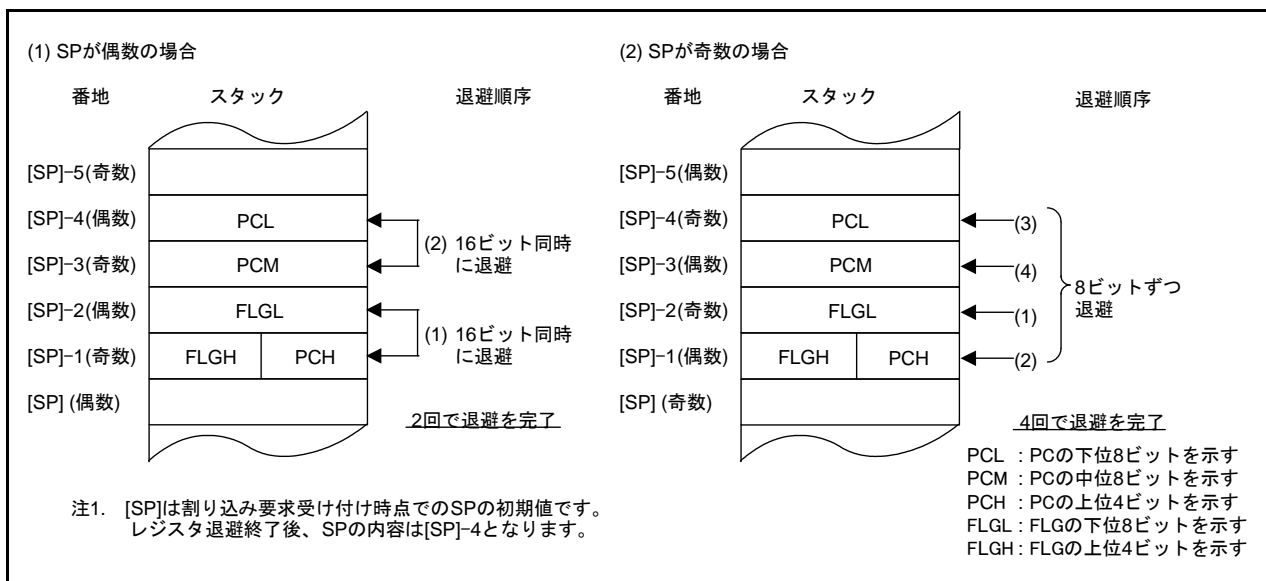 (1) SPが偶数の場合
番地 スタック 退避順序
[SP]-5(奇数)
[SP]-4(偶数) PCL
[SP]-3(奇数) PCM
(2) 16ビット同時
に退避
[SP]-2(偶数) FLGL
[SP]-1(奇数) FLGH PCH
(1) 16ビット同時
に退避
[SP] (偶数)
2回で退避を完了
(2) SPが奇数の場合
番地 スタック 退避順序
[SP]-5(偶数)
[SP]-4(奇数) PCL (3)
[SP]-3(偶数) PCM (4)
[SP]-2(奇数) FLGL (1)
[SP]-1(偶数) FLGH PCH (2)
8ビットずつ
退避
[SP] (奇数)
4回で退避を完了
PCL : PCの下位8ビットを示す
PCM : PCの中位8ビットを示す
PCH : PCの上位4ビットを示す
FLGL : FLGの下位8ビットを示す
FLGH : FLGの上位4ビットを示す
注1. [SP]は割り込み要求受け付け時点でのSPの初期値です。
レジスタ退避終了後、SPの内容は[SP]-4となります。